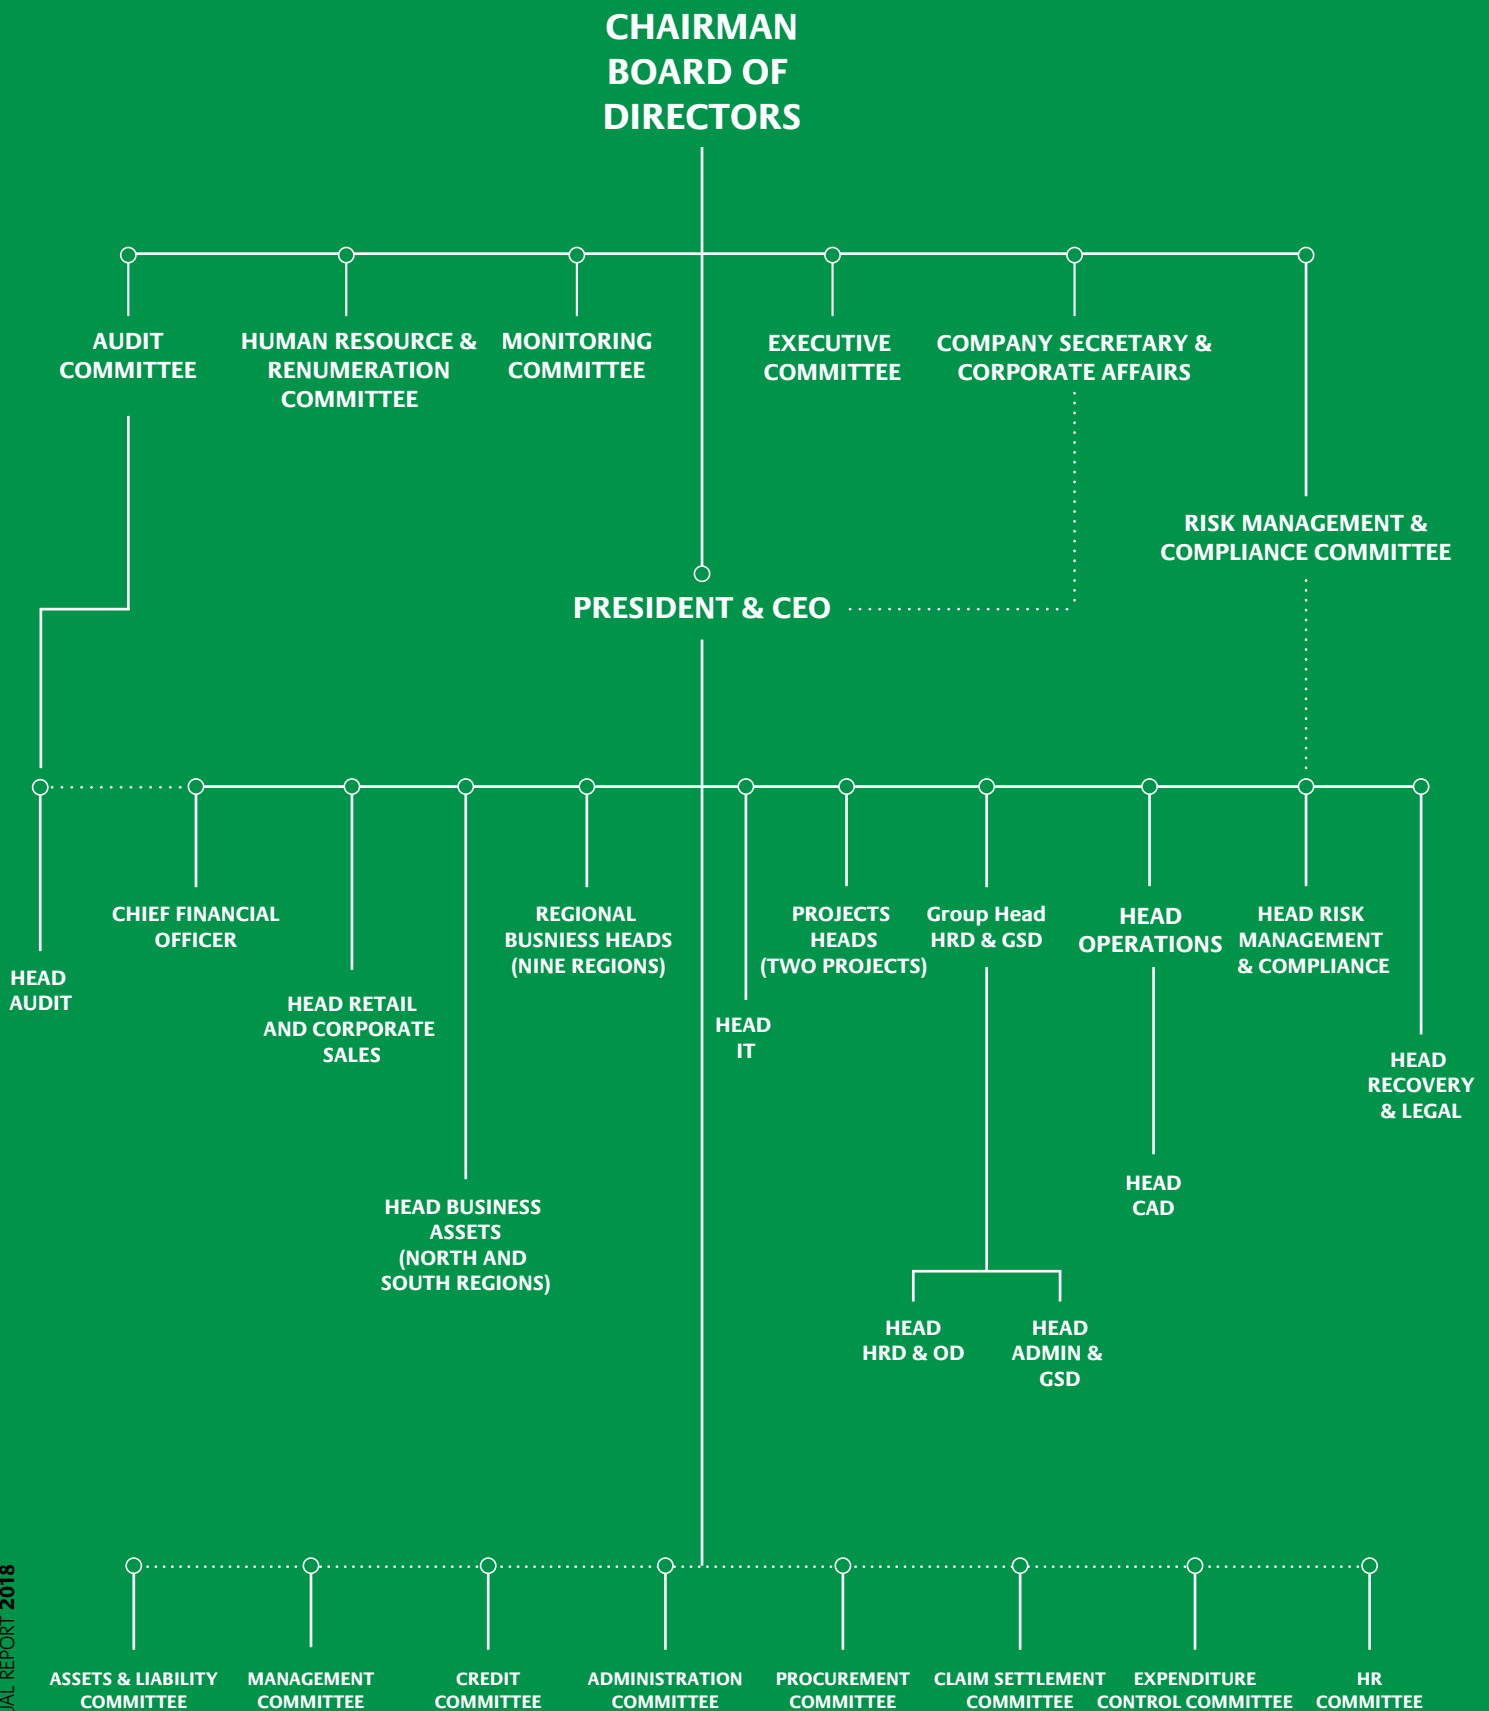 CHAIRMAN
BOARD OF
DIRECTORS
AUDIT
COMMITTEE
HUMAN RESOURCE &
RENUMERATION
COMMITTEE
MONITORING
COMMITTEE
EXECUTIVE
COMMITTEE
COMPANY SECRETARY &
CORPORATE AFFAIRS
RISK MANAGEMENT &
COMPLIANCE COMMITTEE
PRESIDENT & CEO
HEAD
AUDIT
CHIEF FINANCIAL
OFFICER
HEAD RETAIL
AND CORPORATE
SALES
HEAD BUSINESS
ASSETS
(NORTH AND
SOUTH REGIONS)
REGIONAL
BUSNIESS HEADS
(NINE REGIONS)
HEAD
IT
PROJECTS
HEADS
(TWO PROJECTS)
Group Head
HRD & GSD
HEAD
HRD & OD
HEAD
ADMIN &
GSD
HEAD
OPERATIONS
HEAD
CAD
HEAD RISK
MANAGEMENT
& COMPLIANCE
HEAD
RECOVERY
& LEGAL
ASSETS & LIABILITY
COMMITTEE
MANAGEMENT
COMMITTEE
CREDIT
COMMITTEE
ADMINISTRATION
COMMITTEE
PROCUREMENT
COMMITTEE
CLAIM SETTLEMENT
COMMITTEE
EXPENDITURE
CONTROL COMMITTEE
HR
COMMITTEE
REPORT 2018